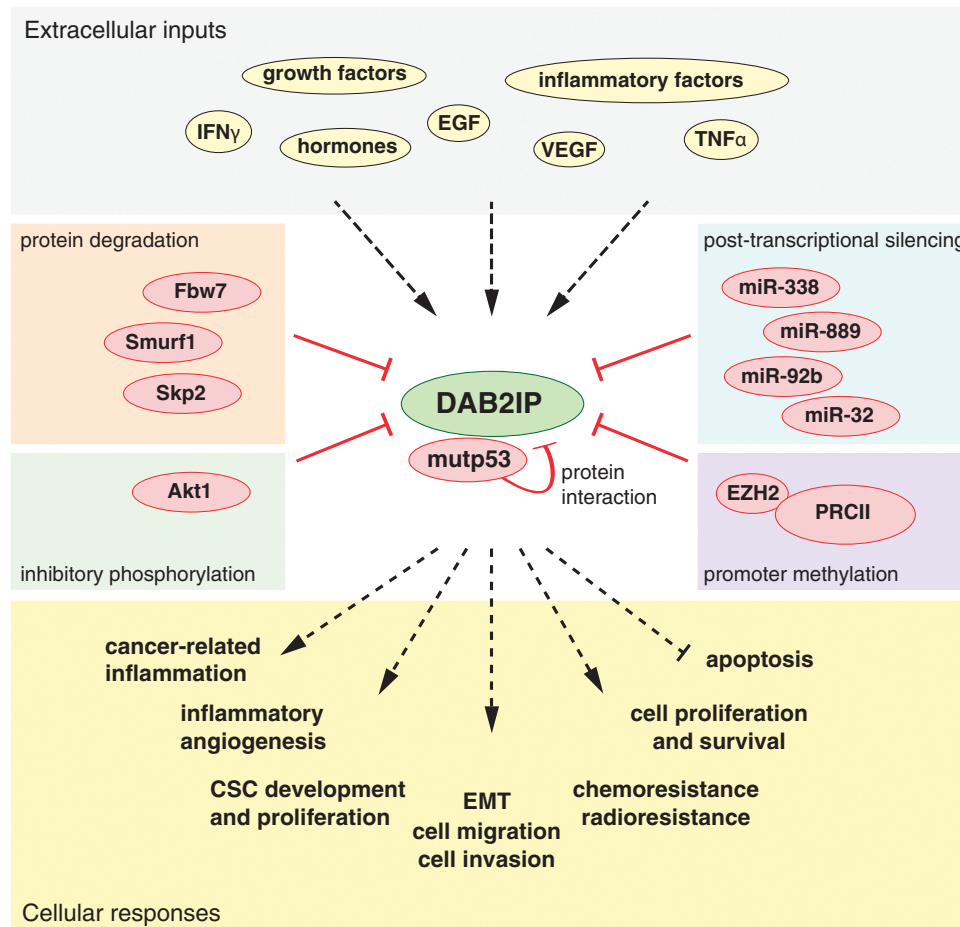 Extracellular inputs
growth factors
inflammatory factors
IFNγ
hormones
EGF
VEGF
TNFα
protein degradation
Fbw7
Smurf1
Skp2
post-transcriptional silencing
miR-338
miR-889
miR-92b
miR-32
DAB2IP
mutp53
protein
interaction
Akt1
inhibitory phosphorylation
EZH2
PRCII
promoter methylation
cancer-related
inflammation
apoptosis
inflammatory
angiogenesis
cell proliferation
and survival
CSC development
and proliferation
EMT
cell migration
cell invasion
chemoresistance
radioresistance
Cellular responses